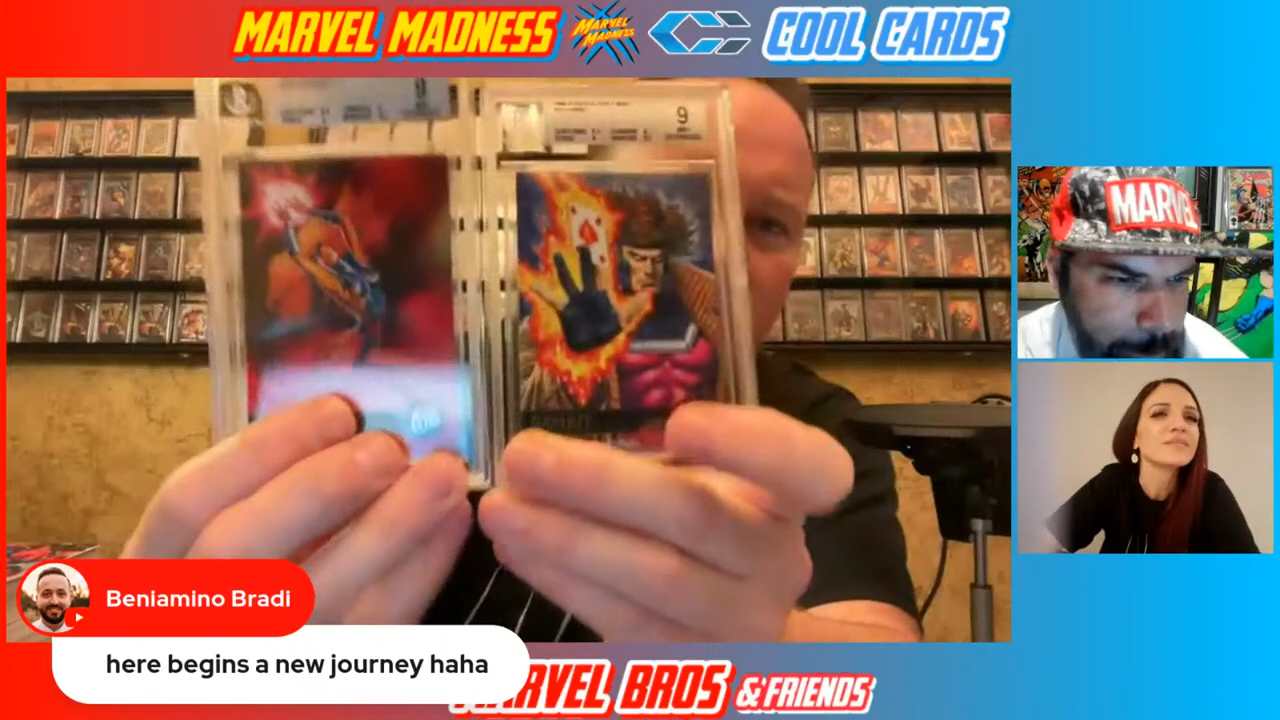 MARVEL MADNESS
MARVEL MADNESS
COOL CARDS
9
MARVEL
Beniamino Bradi
here begins a new journey haha
MARVEL BROS & FRIENDS